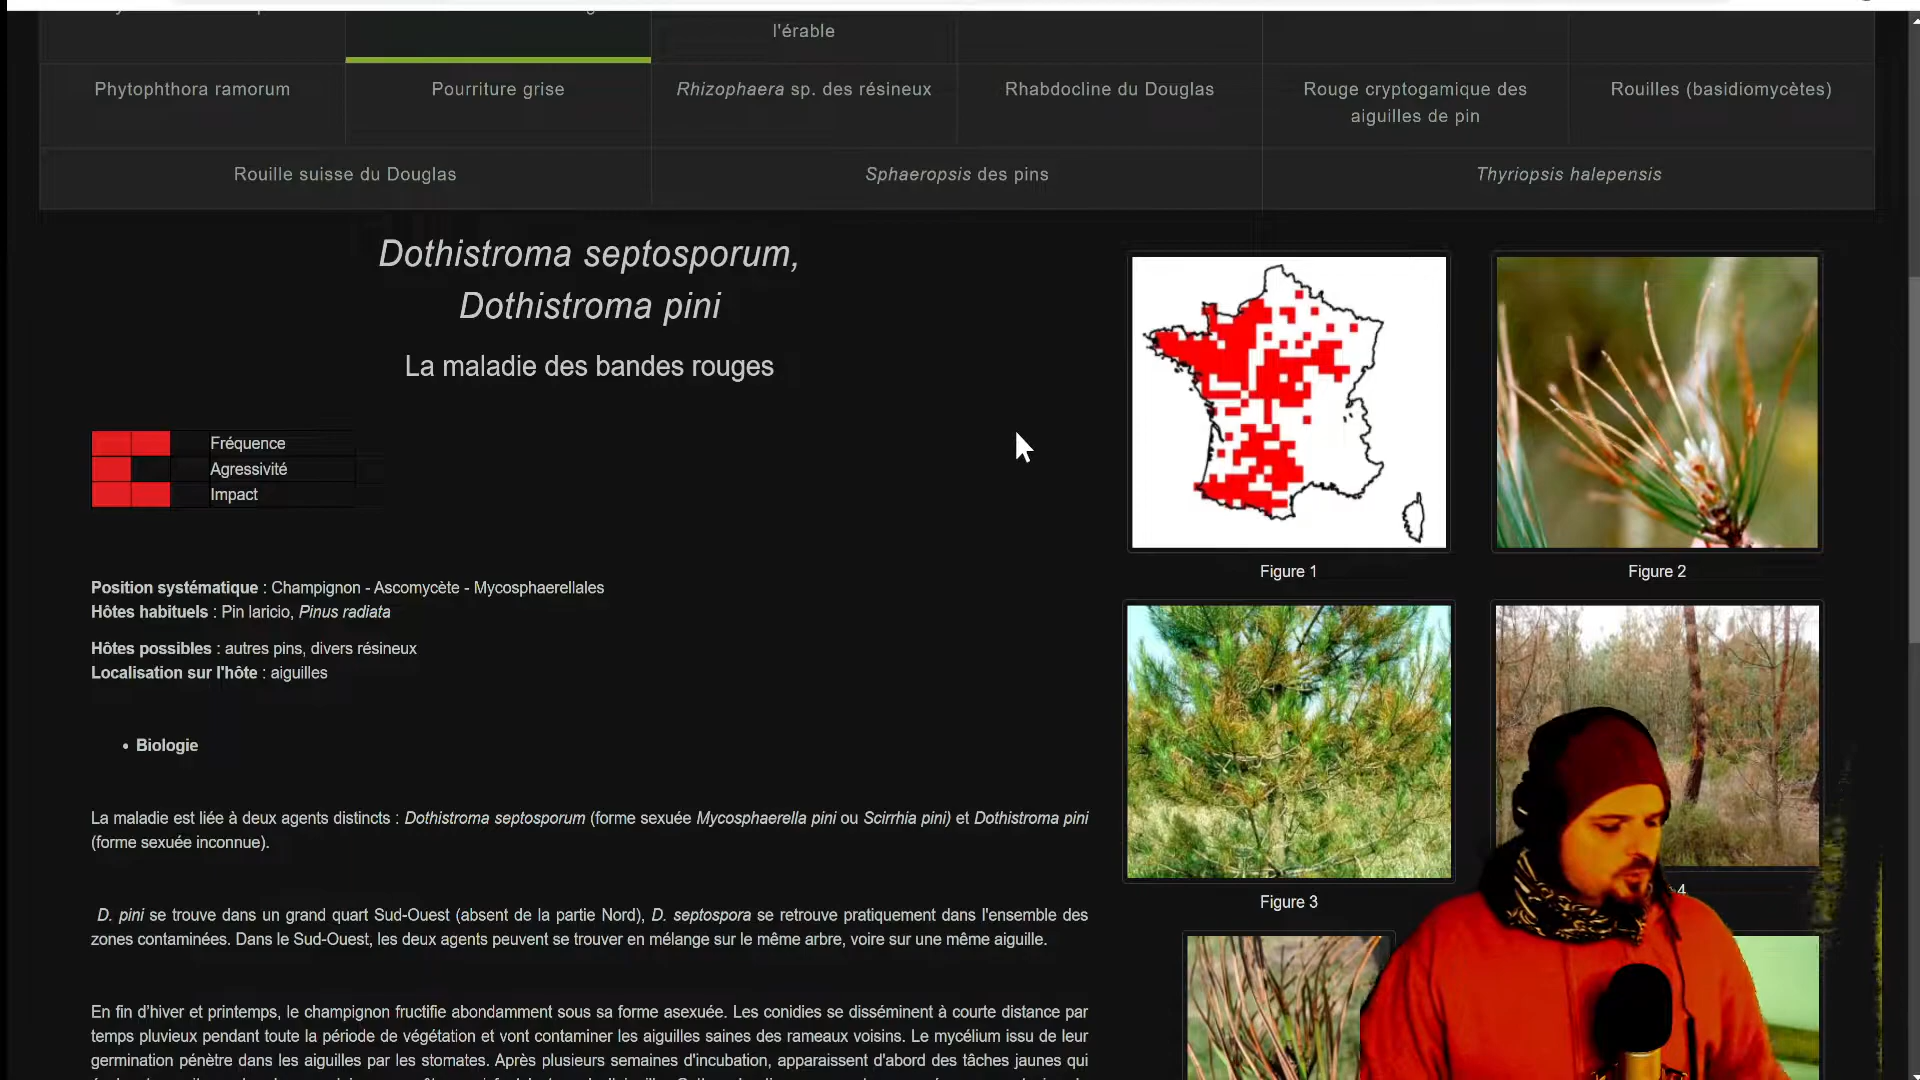 l'érable
Phytophthora ramorum
Pourriture grise
Rhizophaera sp. des résineux
Rhabdocline du Douglas
Rouge cryptogamique des
aiguilles de pin
Rouilles (basidiomycètes)
Rouille suisse du Douglas
Sphaeropsis des pins
Thyriopsis halepensis
Dothistroma septosporum,
Dothistroma pini
La maladie des bandes rouges
Fréquence
Agressivité
Impact
Position systématique : Champignon - Ascomycète - Mycosphaerellales
Hôtes habituels : Pin laricio, Pinus radiata
Hôtes possibles : autres pins, divers résineux
Localisation sur l'hôte : aiguilles
• Biologie
La maladie est liée à deux agents distincts : Dothistroma septosporum (forme sexuée Mycosphaerella pini ou Scirrhia pini) et Dothistroma pini
(forme sexuée inconnue).
D. pini se trouve dans un grand quart Sud-Ouest (absent de la partie Nord), D. septospora se retrouve pratiquement dans l'ensemble des
zones contaminées. Dans le Sud-Ouest, les deux agents peuvent se trouver en mélange sur le même arbre, voire sur une même aiguille.
En fin d'hiver et printemps, le champignon fructifie abondamment sous sa forme asexuée. Les conidies se disséminent à courte distance par
temps pluvieux pendant toute la période de végétation et vont contaminer les aiguilles saines des rameaux voisins. Le mycélium issu de leur
germination pénètre dans les aiguilles par les stomates. Après plusieurs semaines d'incubation, apparaissent d'abord des tâches jaunes qui
Figure 1
Figure 2
Figure 3
4